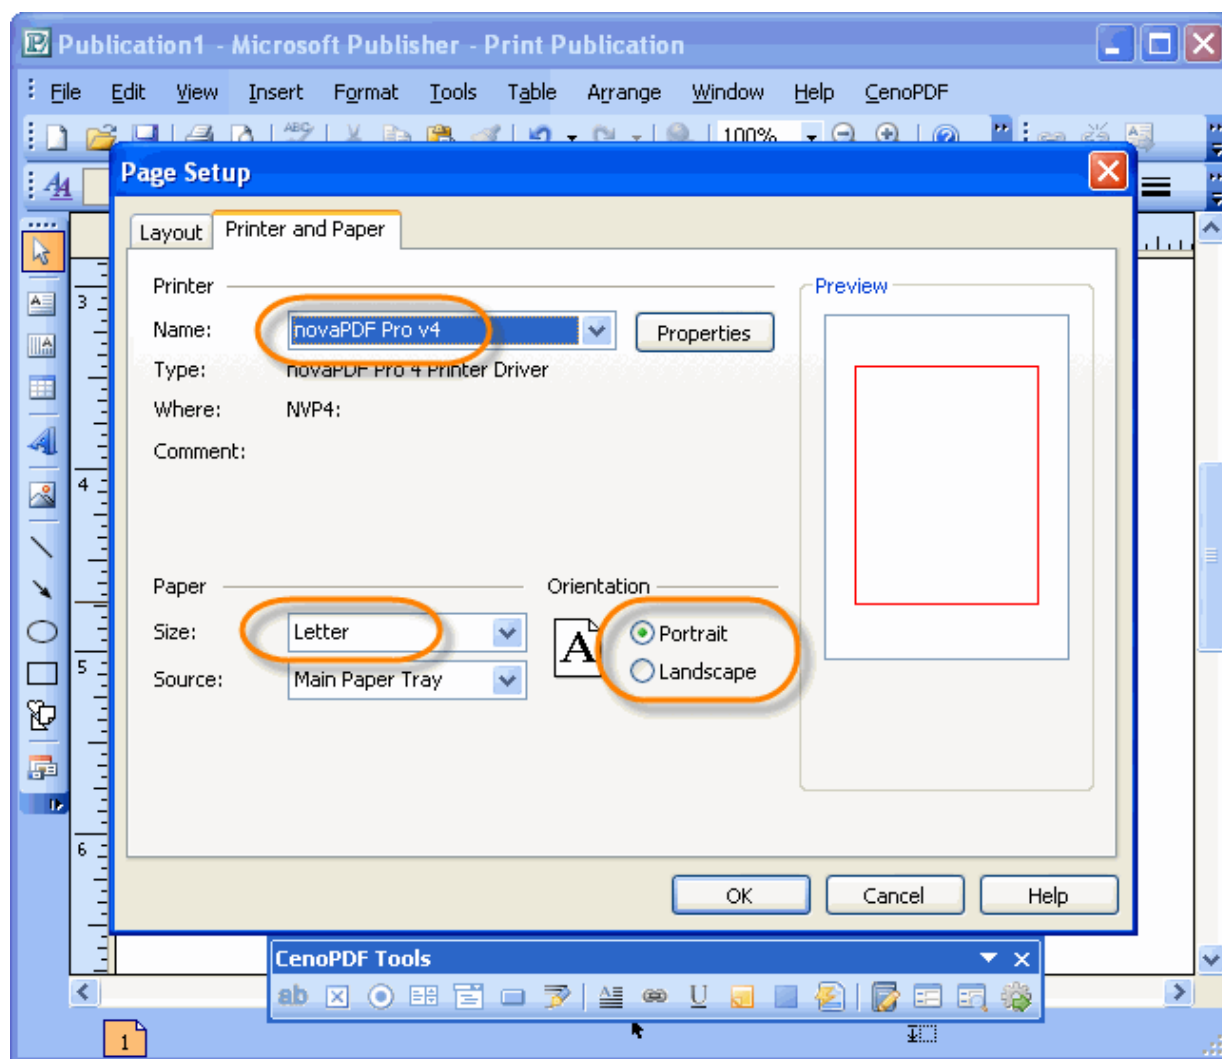 Publication1 - Microsoft Publisher - Print Publication
File Edit View Insert Format Tools Table Arrange Window Help CenoPDF
100%
Page Setup
Layout Printer and Paper
Printer
Preview
Name: novaPDF Pro v4 Properties
Type: novaPDF Pro 4 Printer Driver
Where: NVP4:
Comment:
3
4
Paper Orientation
Size: Letter A Portrait
5
Source: Main Paper Tray Landscape
6
OK Cancel Help
CenoPDF Tools
ab U
1